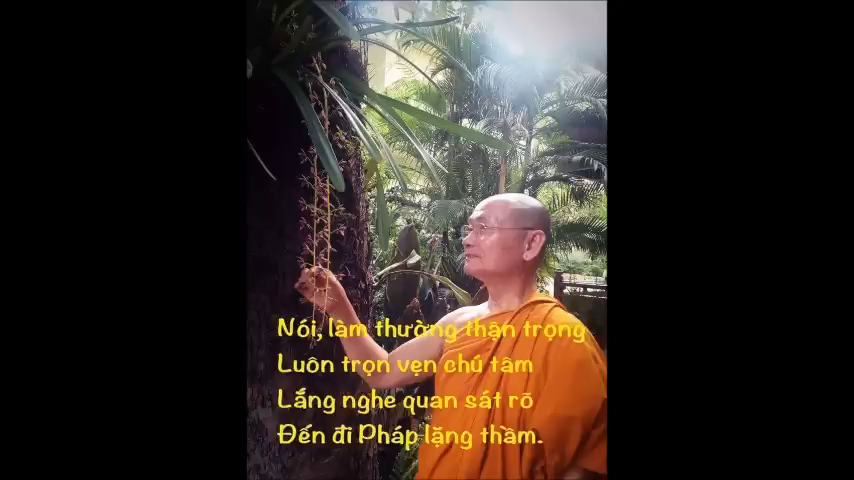 Nói, làm thường thận trọng
Luôn trọn vẹn chú tâm
Lắng nghe quan sát rõ
Đến đi Pháp lặng thầm.